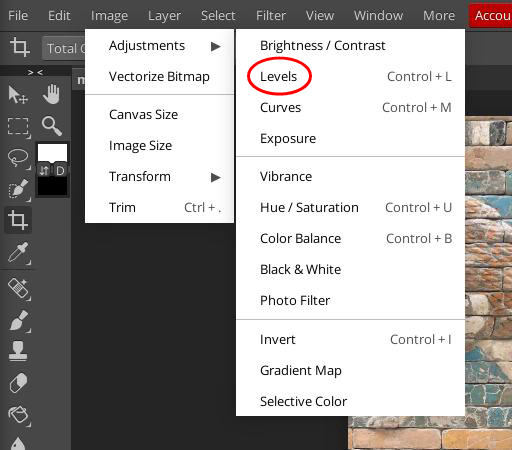 File Edit Image Layer Select Filter View Window More Accou
Total
> <
Adjustments ▶
Vectorize Bitmap
Canvas Size
Image Size
Transform ▶
Trim Ctrl + .
Brightness / Contrast
Levels Control + L
Curves Control + M
Exposure
Vibrance
Hue / Saturation Control + U
Color Balance Control + B
Black & White
Photo Filter
Invert Control + I
Gradient Map
Selective Color
D